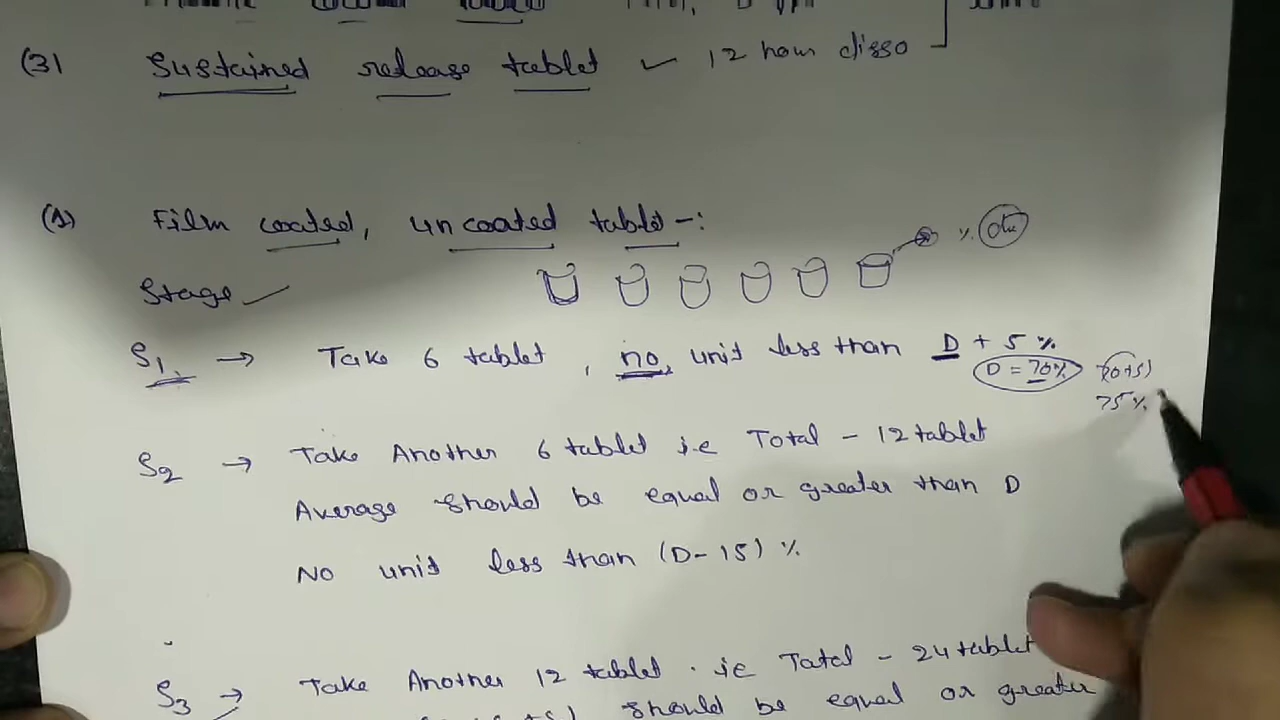 (3) Sustained release tablet ✓ 12 hour disso
(1) Film coated, uncoated tablet -:
Stage ✓
S1. → Take 6 tablet, no, unit less than D + 5 %
D = 70% (70+5)
75 %
S2 → Take Another 6 tablet i.e Total - 12 tablet
Average should be equal or greater than D
No unit less than (D-15) %
S3 → Take Another 12 tablet . i.e Total - 24 tablet
should be equal or greater